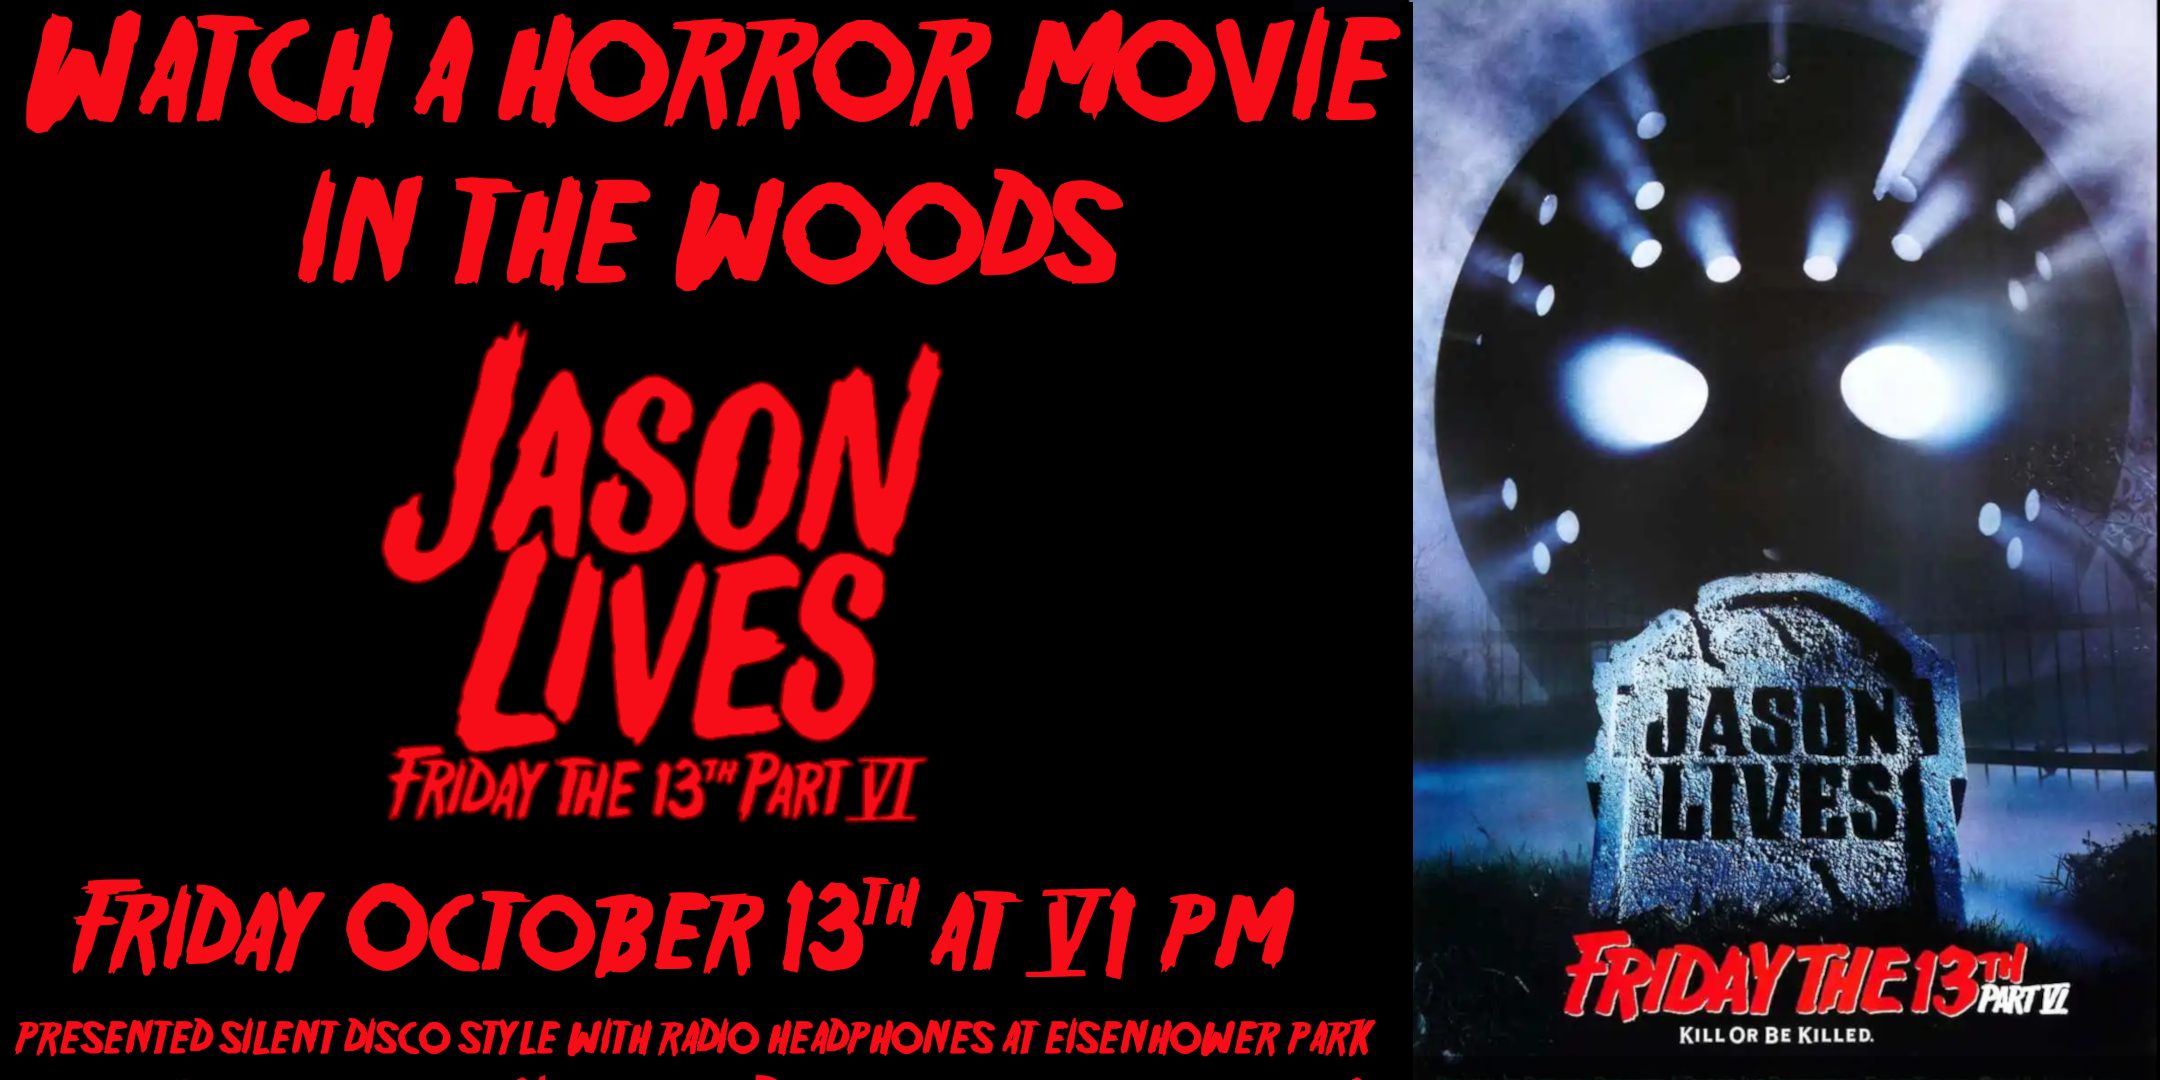 WATCH A HORROR MOVIE
IN THE WOODS
JASON
LIVES
FRIDAY THE 13TH PART VI
FRIDAY OCTOBER 13TH AT VI PM
PRESENTED SILENT DISCO STYLE WITH RADIO HEADPHONES AT EISENHOWER PARK
JASON
LIVES
FRIDAY THE 13TH
PART VI
KILL OR BE KILLED.